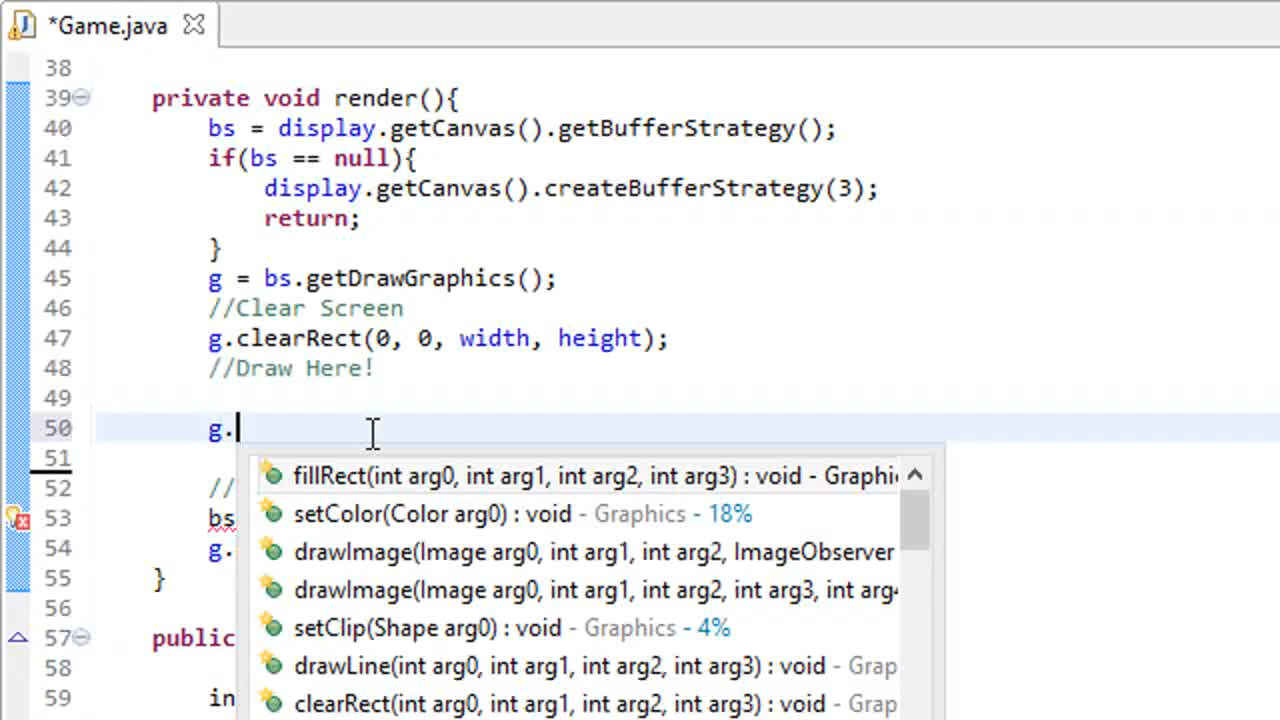 *Game.java
38
39 private void render(){
40 bs = display.getCanvas().getBufferStrategy();
41 if(bs == null){
42 display.getCanvas().createBufferStrategy(3);
43 return;
44 }
45 g = bs.getDrawGraphics();
46 //Clear Screen
47 g.clearRect(0, 0, width, height);
48 //Draw Here!
49
50 g.
51
fillRect(int arg0, int arg1, int arg2, int arg3) : void - Graphi
52 //
setColor(Color arg0) : void - Graphics - 18%
53 bs
54 g.
drawImage(Image arg0, int arg1, int arg2, ImageObserver
55 }
drawImage(Image arg0, int arg1, int arg2, int arg3, int arg4
56
setClip(Shape arg0) : void - Graphics - 4%
57 public
58
drawLine(int arg0, int arg1, int arg2, int arg3) : void - Grap
59 in
clearRect(int arg0, int arg1, int arg2, int arg3) : void - Grap